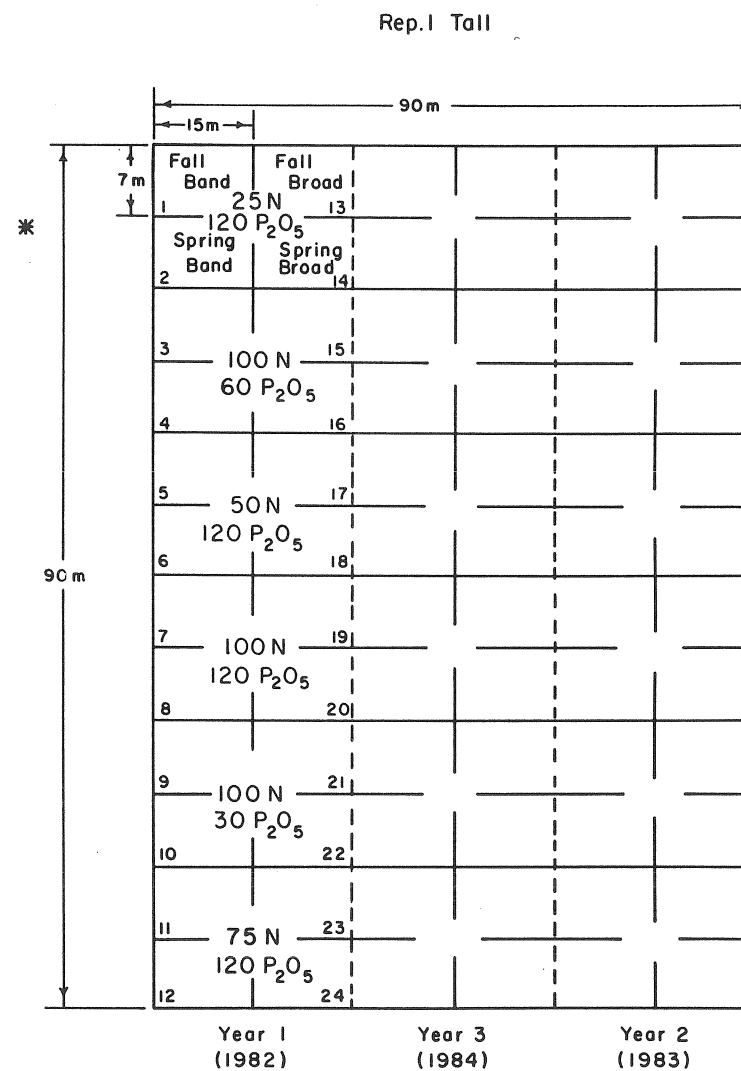 Rep.1 Tall
90m
15m
7m
Fall Band
Fall Broad
1
25 N
13
120 P₂O₅
*
Spring Band
Spring Broad
2
14
3
100 N
15
60 P₂O₅
4
16
5
50 N
17
120 P₂O₅
6
18
90m
7
100 N
19
120 P₂O₅
8
20
9
100 N
21
30 P₂O₅
10
22
11
75 N
23
120 P₂O₅
12
24
Year 1 (1982)
Year 3 (1984)
Year 2 (1983)